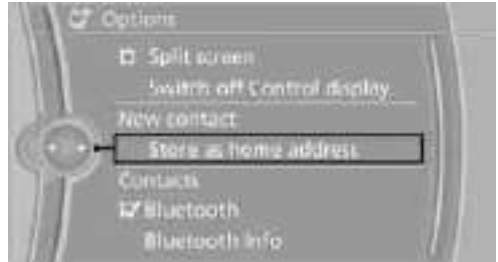 Options
Split screen
Switch off Control display
New contact
Store as home address
Contacts
Bluetooth
Bluetooth Info